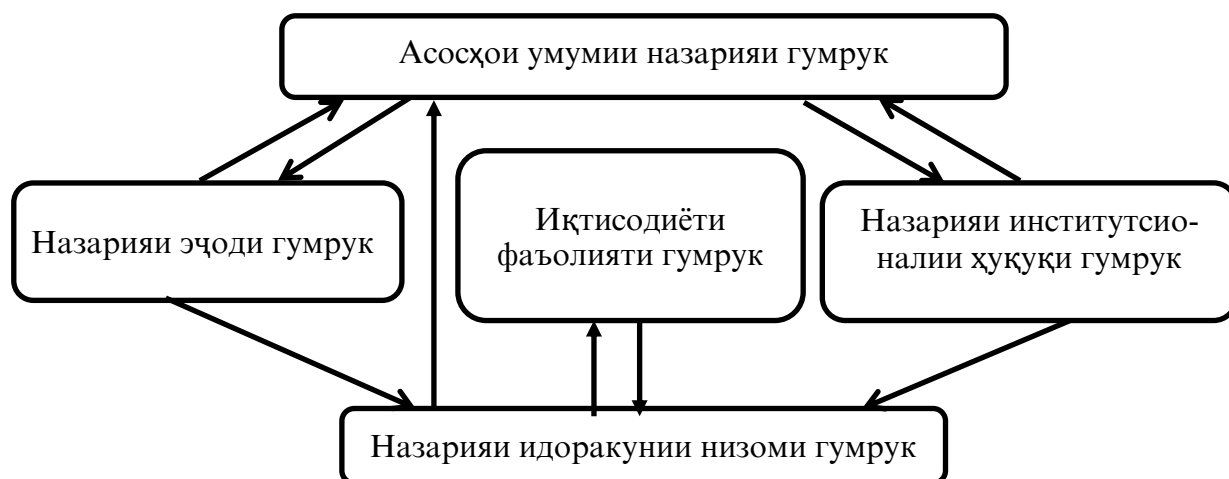 Асосҳои умумии назарияи гумрук
Назарияи эҷоди гумрук
Иқтисодиёти
фаъолияти гумрук
Назарияи институтсио-
налии ҳуқуқи гумрук
Назарияи идоракунии низоми гумрук